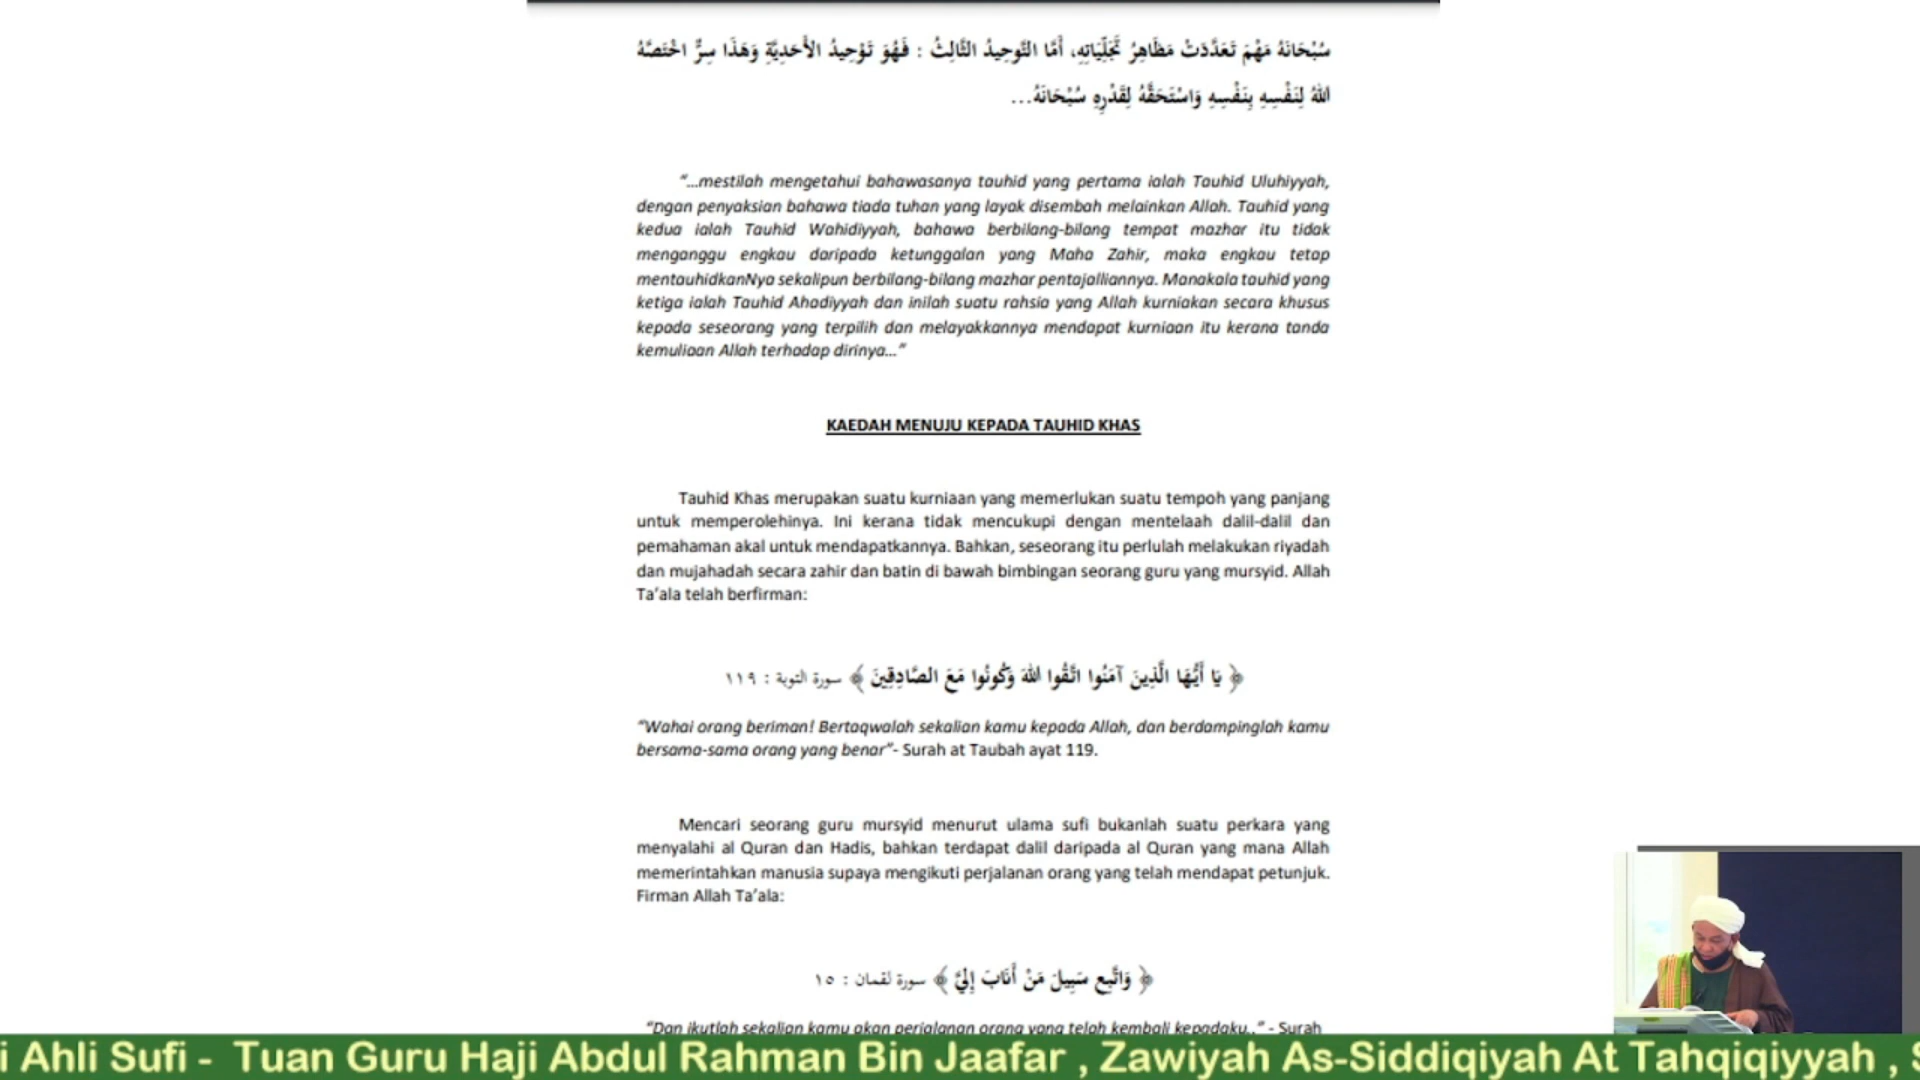 سُبْحَانَهُ مَهْمَ تَعَدَّدَتْ مَظَاهِرُ تَجَلِّيَاتِهِ، أَمَّا التَّوحِيدُ الثَّالِثُ : فَهُوَ تَوْحِيدُ الأَحَدِيَّةِ وَهَذَا سِرٌّ اخْتَصَّهُ
اللهُ لِنَفْسِهِ بِنَفْسِهِ وَاسْتَحَقَّهُ لِقَدْرِهِ سُبْحَانَهُ...
“...mestilah mengetahui bahawasanya tauhid yang pertama ialah Tauhid Uluhiyyah,
dengan penyaksian bahawa tiada tuhan yang layak disembah melainkan Allah. Tauhid yang
kedua ialah Tauhid Wahidiyyah, bahawa berbilang-bilang tempat mazhar itu tidak
menganggu engkau daripada ketunggalan yang Maha Zahir, maka engkau tetap
mentauhidkanNya sekalipun berbilang-bilang mazhar pentajalliannya. Manakala tauhid yang
ketiga ialah Tauhid Ahadiyyah dan inilah suatu rahsia yang Allah kurniakan secara khusus
kepada seseorang yang terpilih dan melayakkannya mendapat kurniaan itu kerana tanda
kemuliaan Allah terhadap dirinya...”
KAEDAH MENUJU KEPADA TAUHID KHAS
Tauhid Khas merupakan suatu kurniaan yang memerlukan suatu tempoh yang panjang
untuk memperolehinya. Ini kerana tidak mencukupi dengan mentelaah dalil-dalil dan
pemahaman akal untuk mendapatkannya. Bahkan, seseorang itu perlulah melakukan riyadah
dan mujahadah secara zahir dan batin di bawah bimbingan seorang guru yang mursyid. Allah
Ta’ala telah berfirman:
﴿ يَا أَيُّهَا الَّذِينَ آمَنُوا اتَّقُوا اللهَ وَكُونُوا مَعَ الصَّادِقِينَ ﴾ سورة التوبة : ١١٩
“Wahai orang beriman! Bertaqwalah sekalian kamu kepada Allah, dan berdampinglah kamu
bersama-sama orang yang benar”- Surah at Taubah ayat 119.
Mencari seorang guru mursyid menurut ulama sufi bukanlah suatu perkara yang
menyalahi al Quran dan Hadis, bahkan terdapat dalil daripada al Quran yang mana Allah
memerintahkan manusia supaya mengikuti perjalanan orang yang telah mendapat petunjuk.
Firman Allah Ta’ala:
﴿ وَاتَّبِع سَبِيلَ مَنْ أَنَابَ إِلَيَّ ﴾ سورة لقمان : ١٥
“Dan ikutlah sekalian kamu akan perjalanan orang yang telah kembali kepadaku..” - Surah
i Ahli Sufi - Tuan Guru Haji Abdul Rahman Bin Jaafar , Zawiyah As-Siddiqiyah At Tahqiqiyyah , S